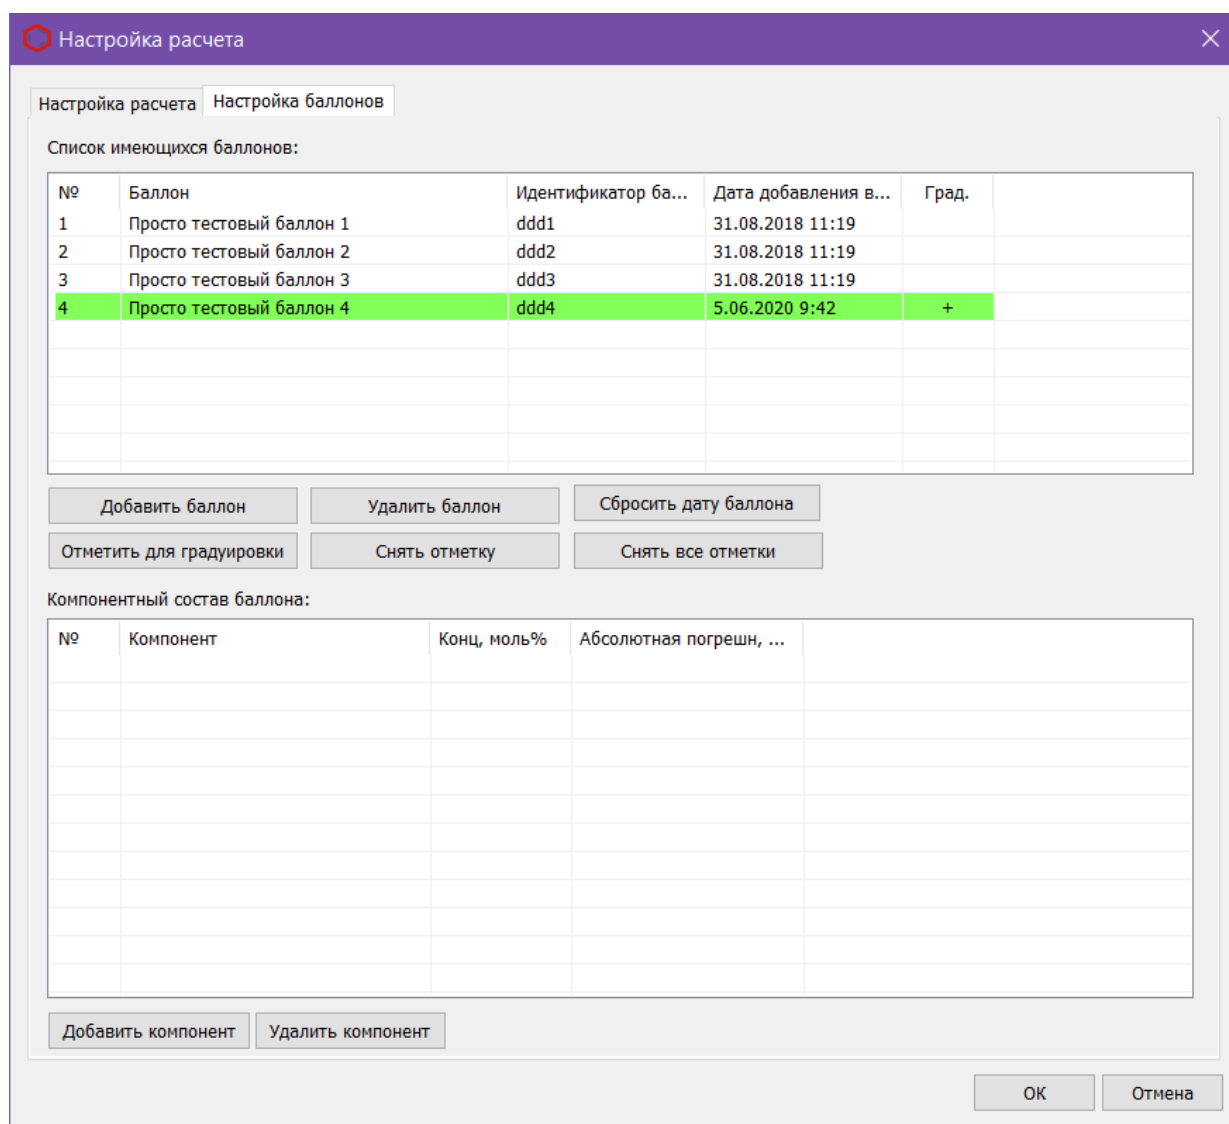 Настройка расчета
Настройка расчета Настройка баллонов
Список имеющихся баллонов:
№ Баллон Идентификатор ба... Дата добавления в... Град.
1 Просто тестовый баллон 1 ddd1 31.08.2018 11:19
2 Просто тестовый баллон 2 ddd2 31.08.2018 11:19
3 Просто тестовый баллон 3 ddd3 31.08.2018 11:19
4 Просто тестовый баллон 4 ddd4 5.06.2020 9:42 +
Добавить баллон Удалить баллон Сбросить дату баллона
Отметить для градуировки Снять отметку Снять все отметки
Компонентный состав баллона:
№ Компонент Конц, моль% Абсолютная погрешн, ...
Добавить компонент Удалить компонент
ОК Отмена